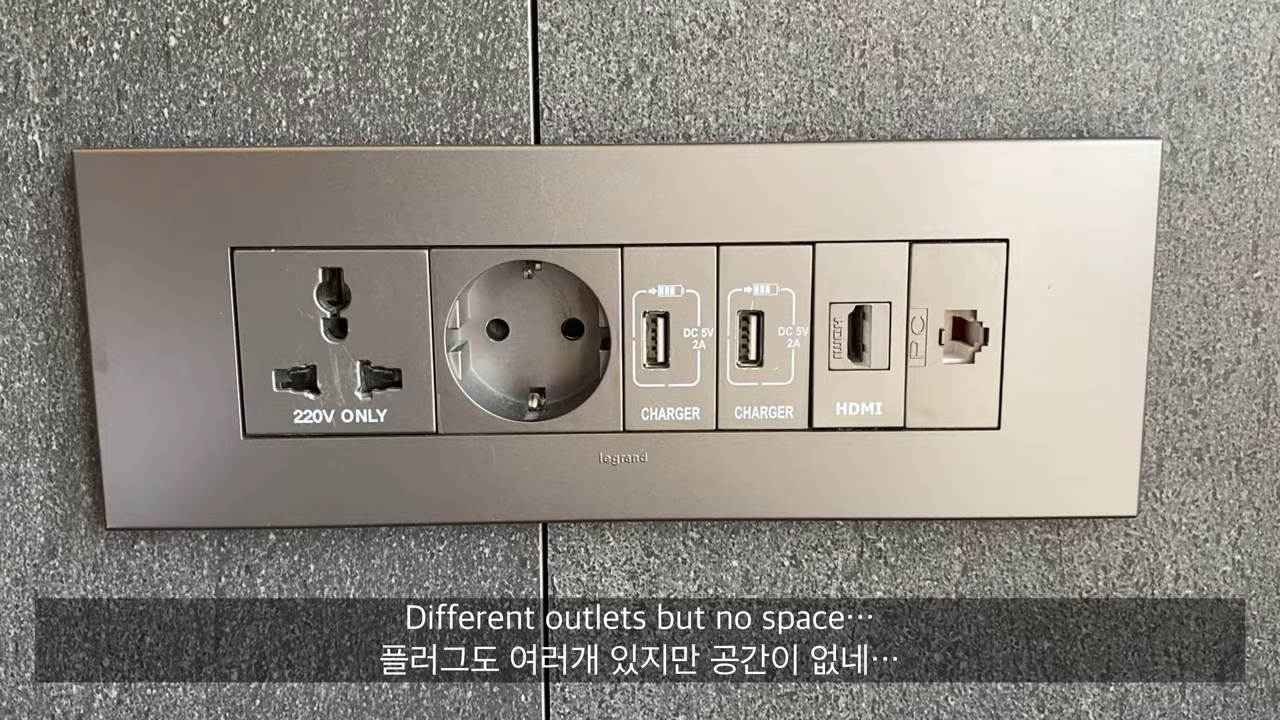 220V ONLY
DC 5V
2A
CHARGER
DC 5V
2A
CHARGER
HDMI
HDMI
PC
legrand
Different outlets but no space…
플러그도 여러개 있지만 공간이 없네…